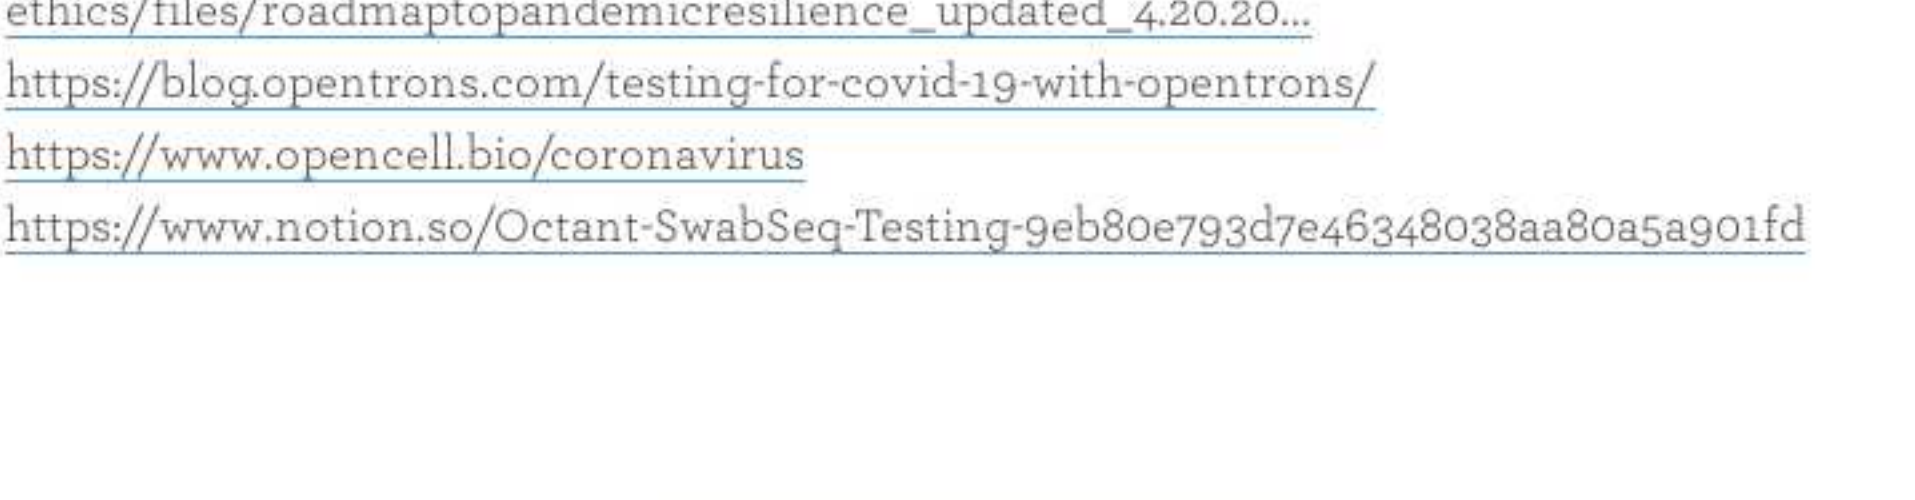 ethics/files/roadmaptopandemicresilience_updated_4.20.20...
https://blog.opentrons.com/testing-for-covid-19-with-opentrons/
https://www.opencell.bio/coronavirus
https://www.notion.so/Octant-SwabSeq-Testing-9eb80e793d7e46348038aa80a5a901fd